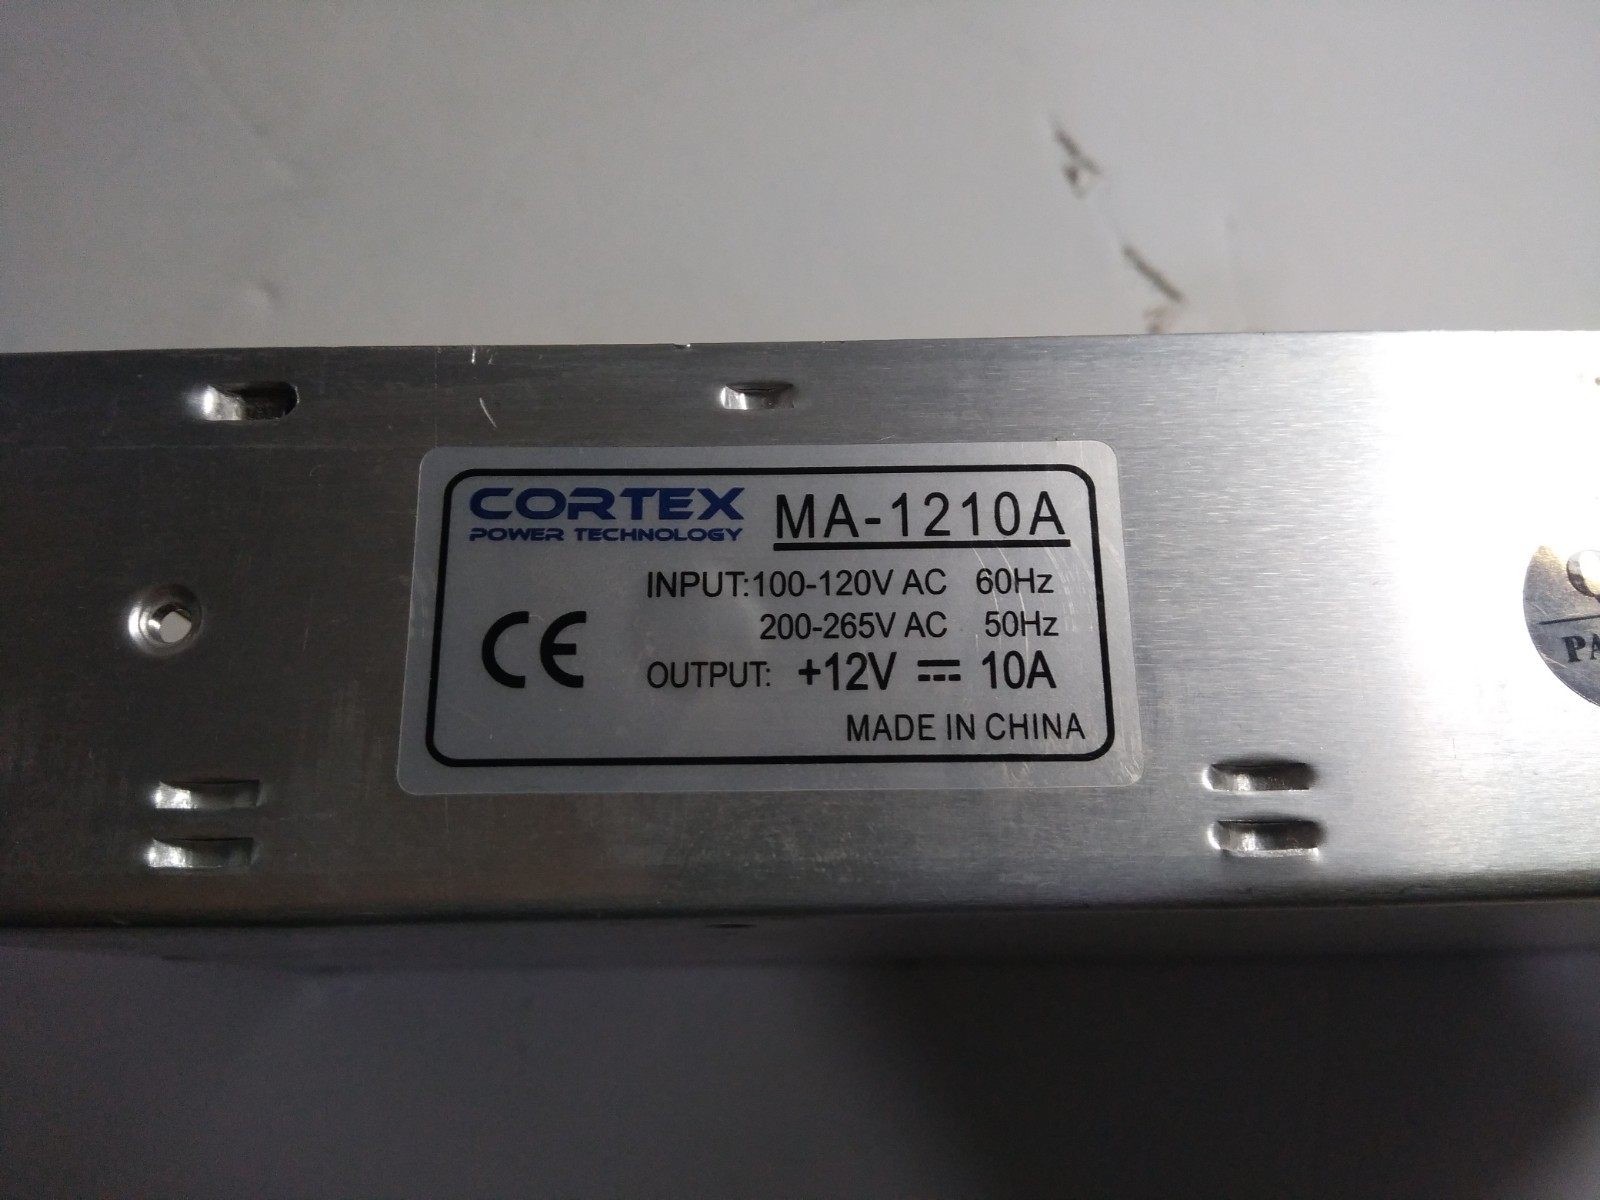 CORTEX
POWER TECHNOLOGY
MA-1210A
INPUT:100-120V AC 60Hz
200-265V AC 50Hz
CE
OUTPUT: +12V ⎓ 10A
MADE IN CHINA